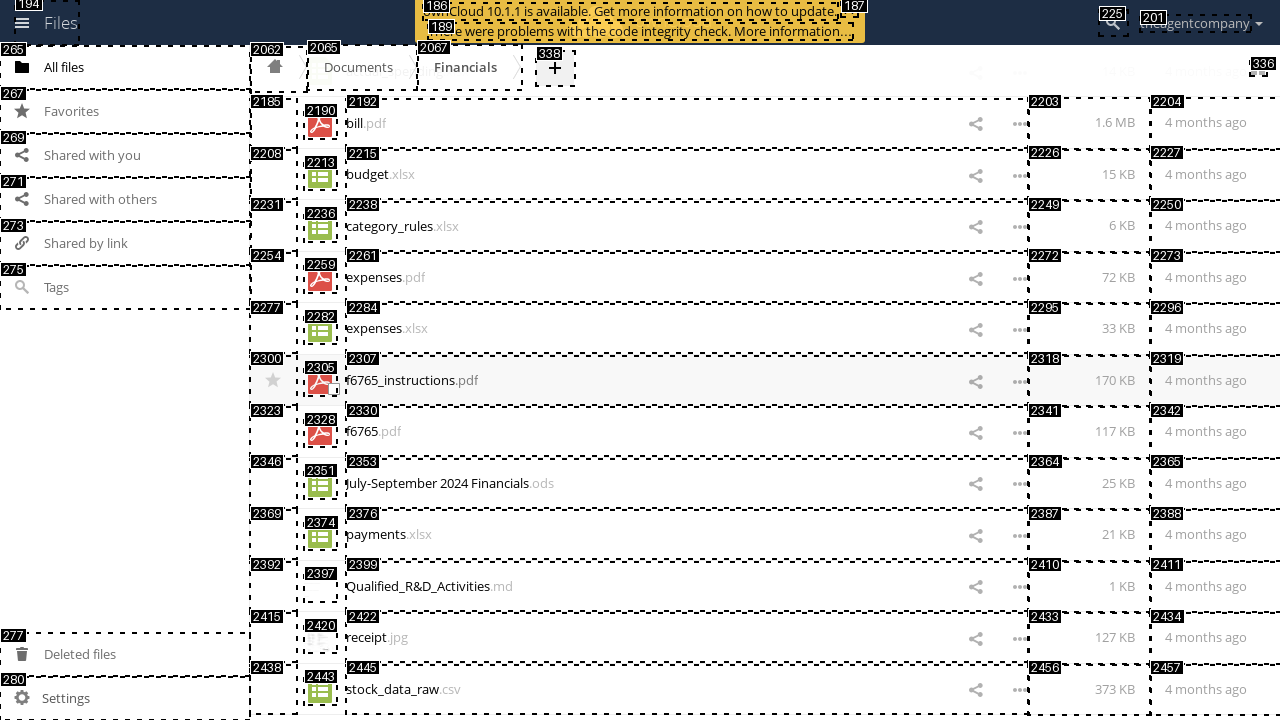 194
Files
186
ownCloud 10.1.1 is available. Get more information on how to update.
187
189
There were problems with the code integrity check. More information…
225
201
theagentcompany
265
All files
267
Favorites
269
Shared with you
271
Shared with others
273
Shared by link
275
Tags
277
Deleted files
280
Settings
2062
2065
Documents
2067
Financials
338
+
336
2185 2190 2192 bill.pdf 2203 1.6 MB 2204 4 months ago
2208 2213 2215 budget.xlsx 2226 15 KB 2227 4 months ago
2231 2236 2238 category_rules.xlsx 2249 6 KB 2250 4 months ago
2254 2259 2261 expenses.pdf 2272 72 KB 2273 4 months ago
2277 2282 2284 expenses.xlsx 2295 33 KB 2296 4 months ago
2300 2305 2307 f6765_instructions.pdf 2318 170 KB 2319 4 months ago
2323 2328 2330 f6765.pdf 2341 117 KB 2342 4 months ago
2346 2351 2353 July-September 2024 Financials.ods 2364 25 KB 2365 4 months ago
2369 2374 2376 payments.xlsx 2387 21 KB 2388 4 months ago
2392 2397 2399 Qualified_R&D_Activities.md 2410 1 KB 2411 4 months ago
2415 2420 2422 receipt.jpg 2433 127 KB 2434 4 months ago
2438 2443 2445 stock_data_raw.csv 2456 373 KB 2457 4 months ago